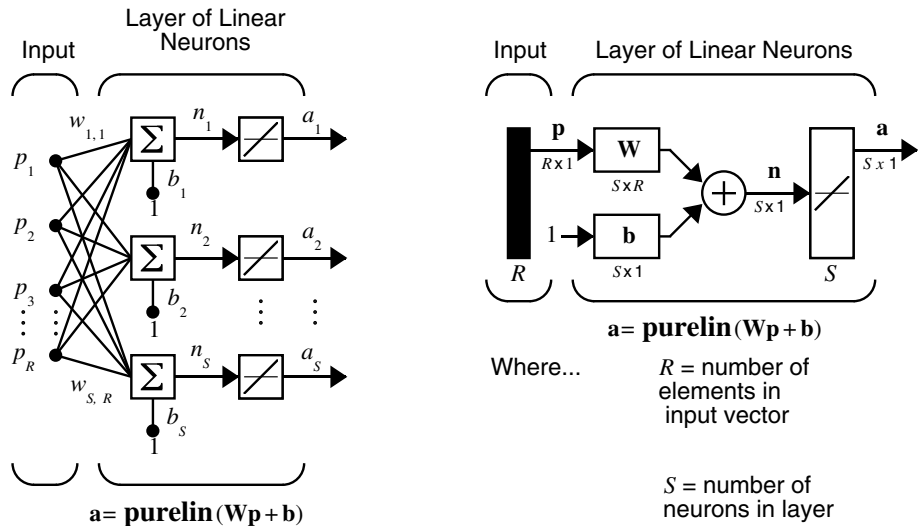 Layer of Linear
Neurons
Input
w1,1
n1
a1
p1
Σ
b1
1
p2
n2
a2
Σ
p3
b2
1
pR
nS
aS
Σ
wS, R
bS
1
a= purelin(Wp+b)
Input
Layer of Linear Neurons
p
R x 1
W
S x R
a
S x 1
n
S x 1
+
1
b
S x 1
R
S
a= purelin(Wp+b)
Where...
R = number of
elements in
input vector
S = number of
neurons in layer